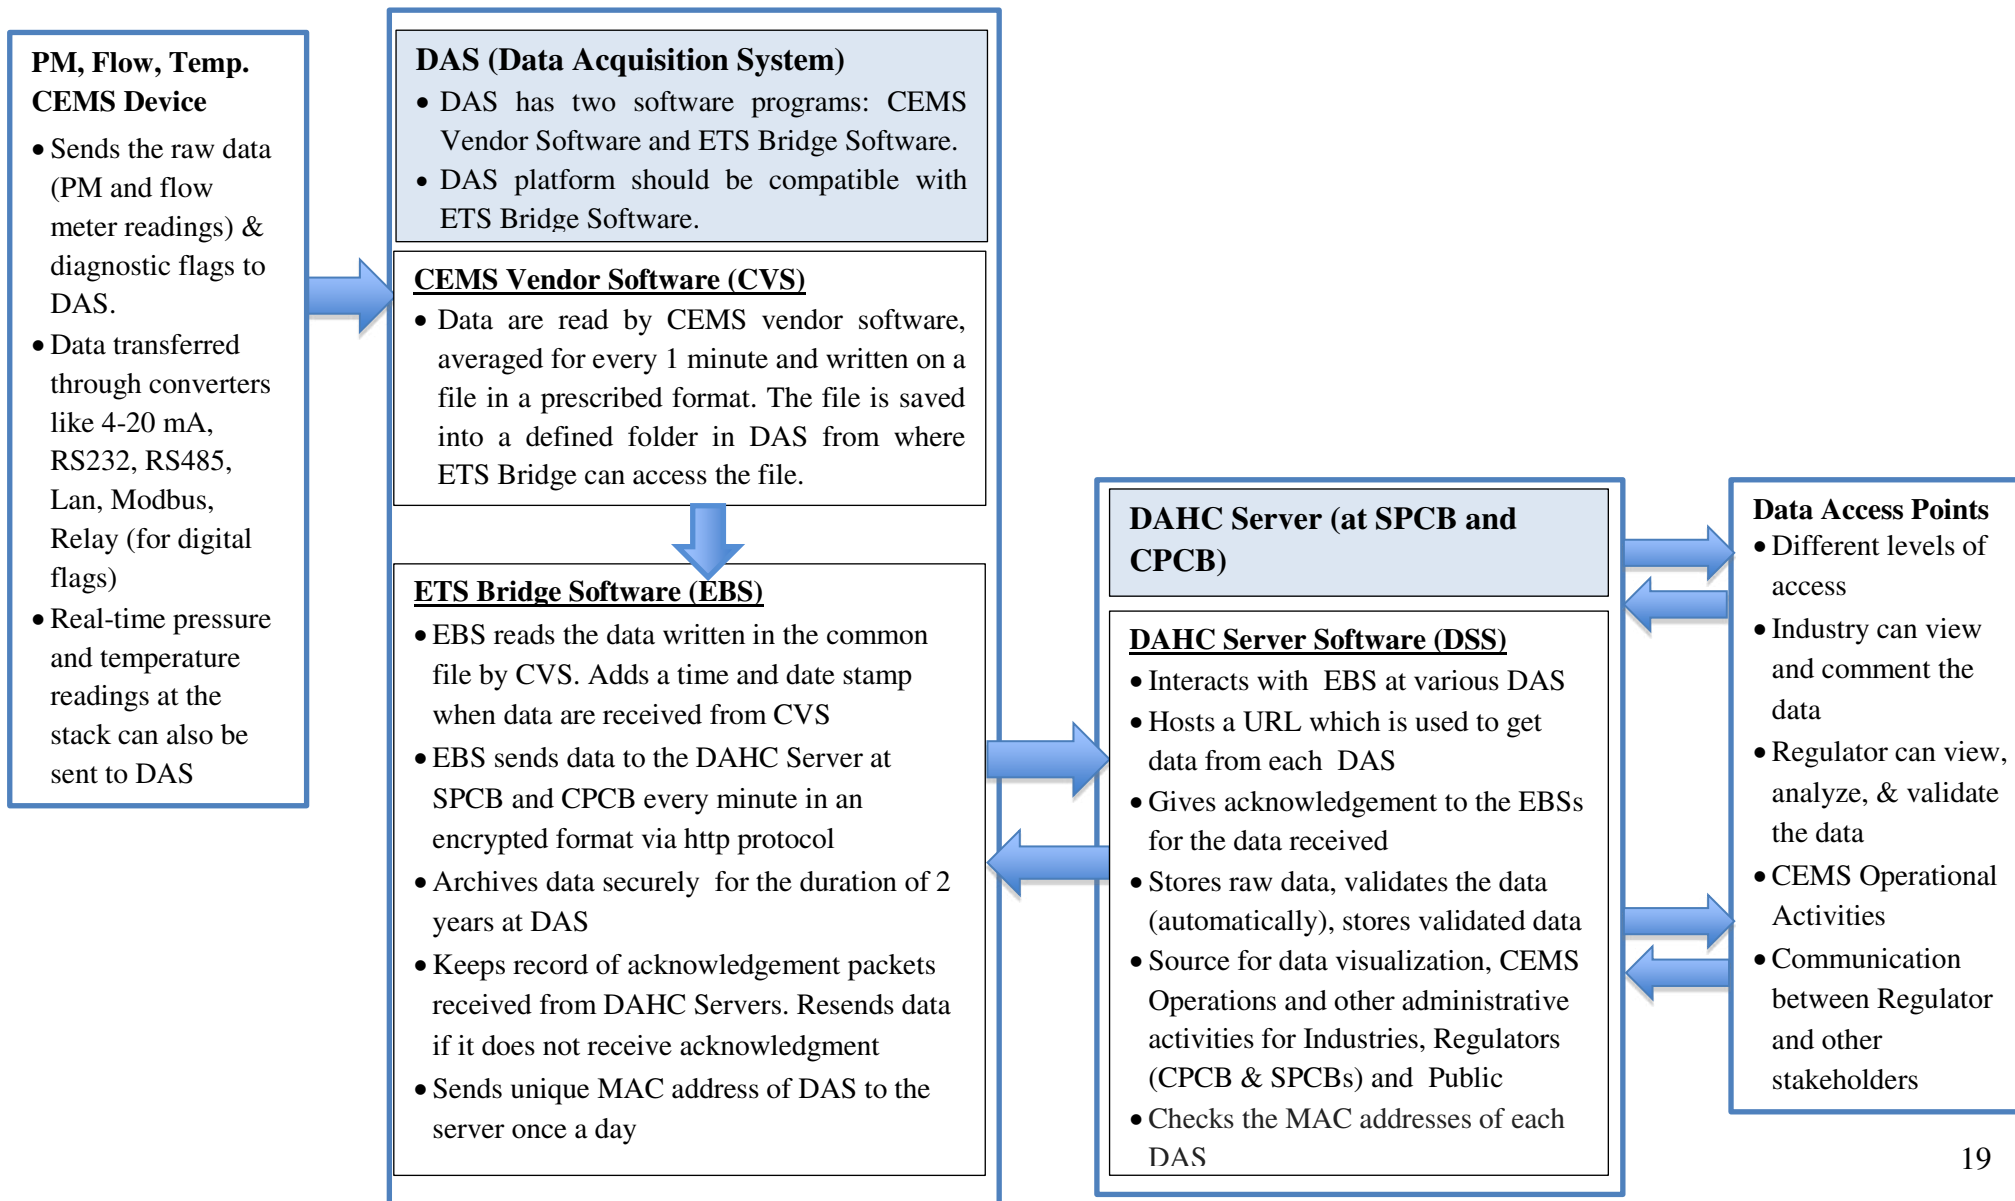 PM, Flow, Temp.
CEMS Device
• Sends the raw data
(PM and flow
meter readings) &
diagnostic flags to
DAS.
• Data transferred
through converters
like 4-20 mA,
RS232, RS485,
Lan, Modbus,
Relay (for digital
flags)
• Real-time pressure
and temperature
readings at the
stack can also be
sent to DAS
DAS (Data Acquisition System)
• DAS has two software programs: CEMS
Vendor Software and ETS Bridge Software.
• DAS platform should be compatible with
ETS Bridge Software.
CEMS Vendor Software (CVS)
• Data are read by CEMS vendor software,
averaged for every 1 minute and written on a
file in a prescribed format. The file is saved
into a defined folder in DAS from where
ETS Bridge can access the file.
ETS Bridge Software (EBS)
• EBS reads the data written in the common
file by CVS. Adds a time and date stamp
when data are received from CVS
• EBS sends data to the DAHC Server at
SPCB and CPCB every minute in an
encrypted format via http protocol
• Archives data securely for the duration of 2
years at DAS
• Keeps record of acknowledgement packets
received from DAHC Servers. Resends data
if it does not receive acknowledgment
• Sends unique MAC address of DAS to the
server once a day
DAHC Server (at SPCB and
CPCB)
DAHC Server Software (DSS)
• Interacts with EBS at various DAS
• Hosts a URL which is used to get
data from each DAS
• Gives acknowledgement to the EBSs
for the data received
• Stores raw data, validates the data
(automatically), stores validated data
• Source for data visualization, CEMS
Operations and other administrative
activities for Industries, Regulators
(CPCB & SPCBs) and Public
• Checks the MAC addresses of each
DAS
Data Access Points
• Different levels of
access
• Industry can view
and comment the
data
• Regulator can view,
analyze, & validate
the data
• CEMS Operational
Activities
• Communication
between Regulator
and other
stakeholders
19